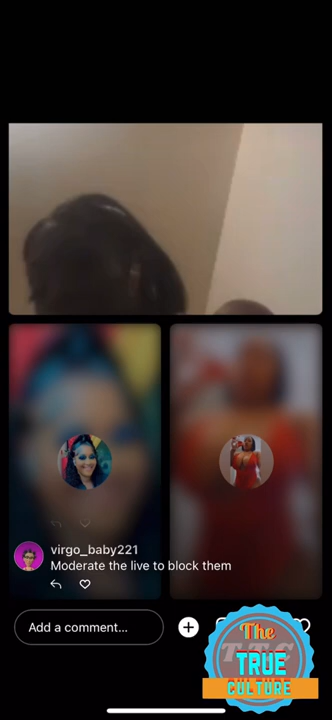 virgo_baby221
Moderate the live to block them
Add a comment...
The
TRUE
CULTURE